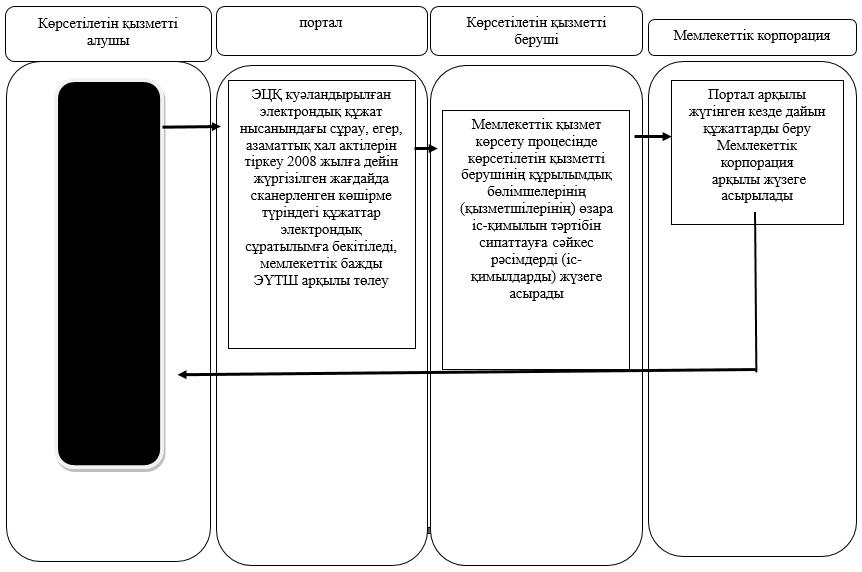 Көрсетілетін қызметті
алушы
портал
Көрсетілетін қызметті
беруші
Мемлекеттік корпорация
ЭЦҚ куәландырылған
электрондық құжат
нысанындағы сұрау, егер,
азаматтық хал актілерін
тіркеу 2008 жылға дейін
жүргізілген жағдайда
сканерленген көшірме
түріндегі құжаттар
электрондық
сұратылымға бекітіледі,
мемлекеттік бажды
ЭҮТШ арқылы төлеу
Мемлекеттік қызмет
көрсету процесінде
көрсетілетін қызметті
берушінің құрылымдық
бөлімшелерінің
(қызметшілерінің) өзара
іс-қимылын тәртібін
сипаттауға сәйкес
рәсімдерді (іс-
қимылдарды) жүзеге
асырады
Портал арқылы
жүгінген кезде дайын
құжаттарды беру
Мемлекеттік
корпорация
арқылы жүзеге
асырылады